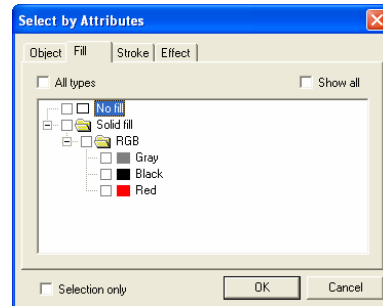 Select by Attributes
Object Fill Stroke Effect
All types Show all
No fill
Solid fill
RGB
Gray
Black
Red
Selection only OK Cancel